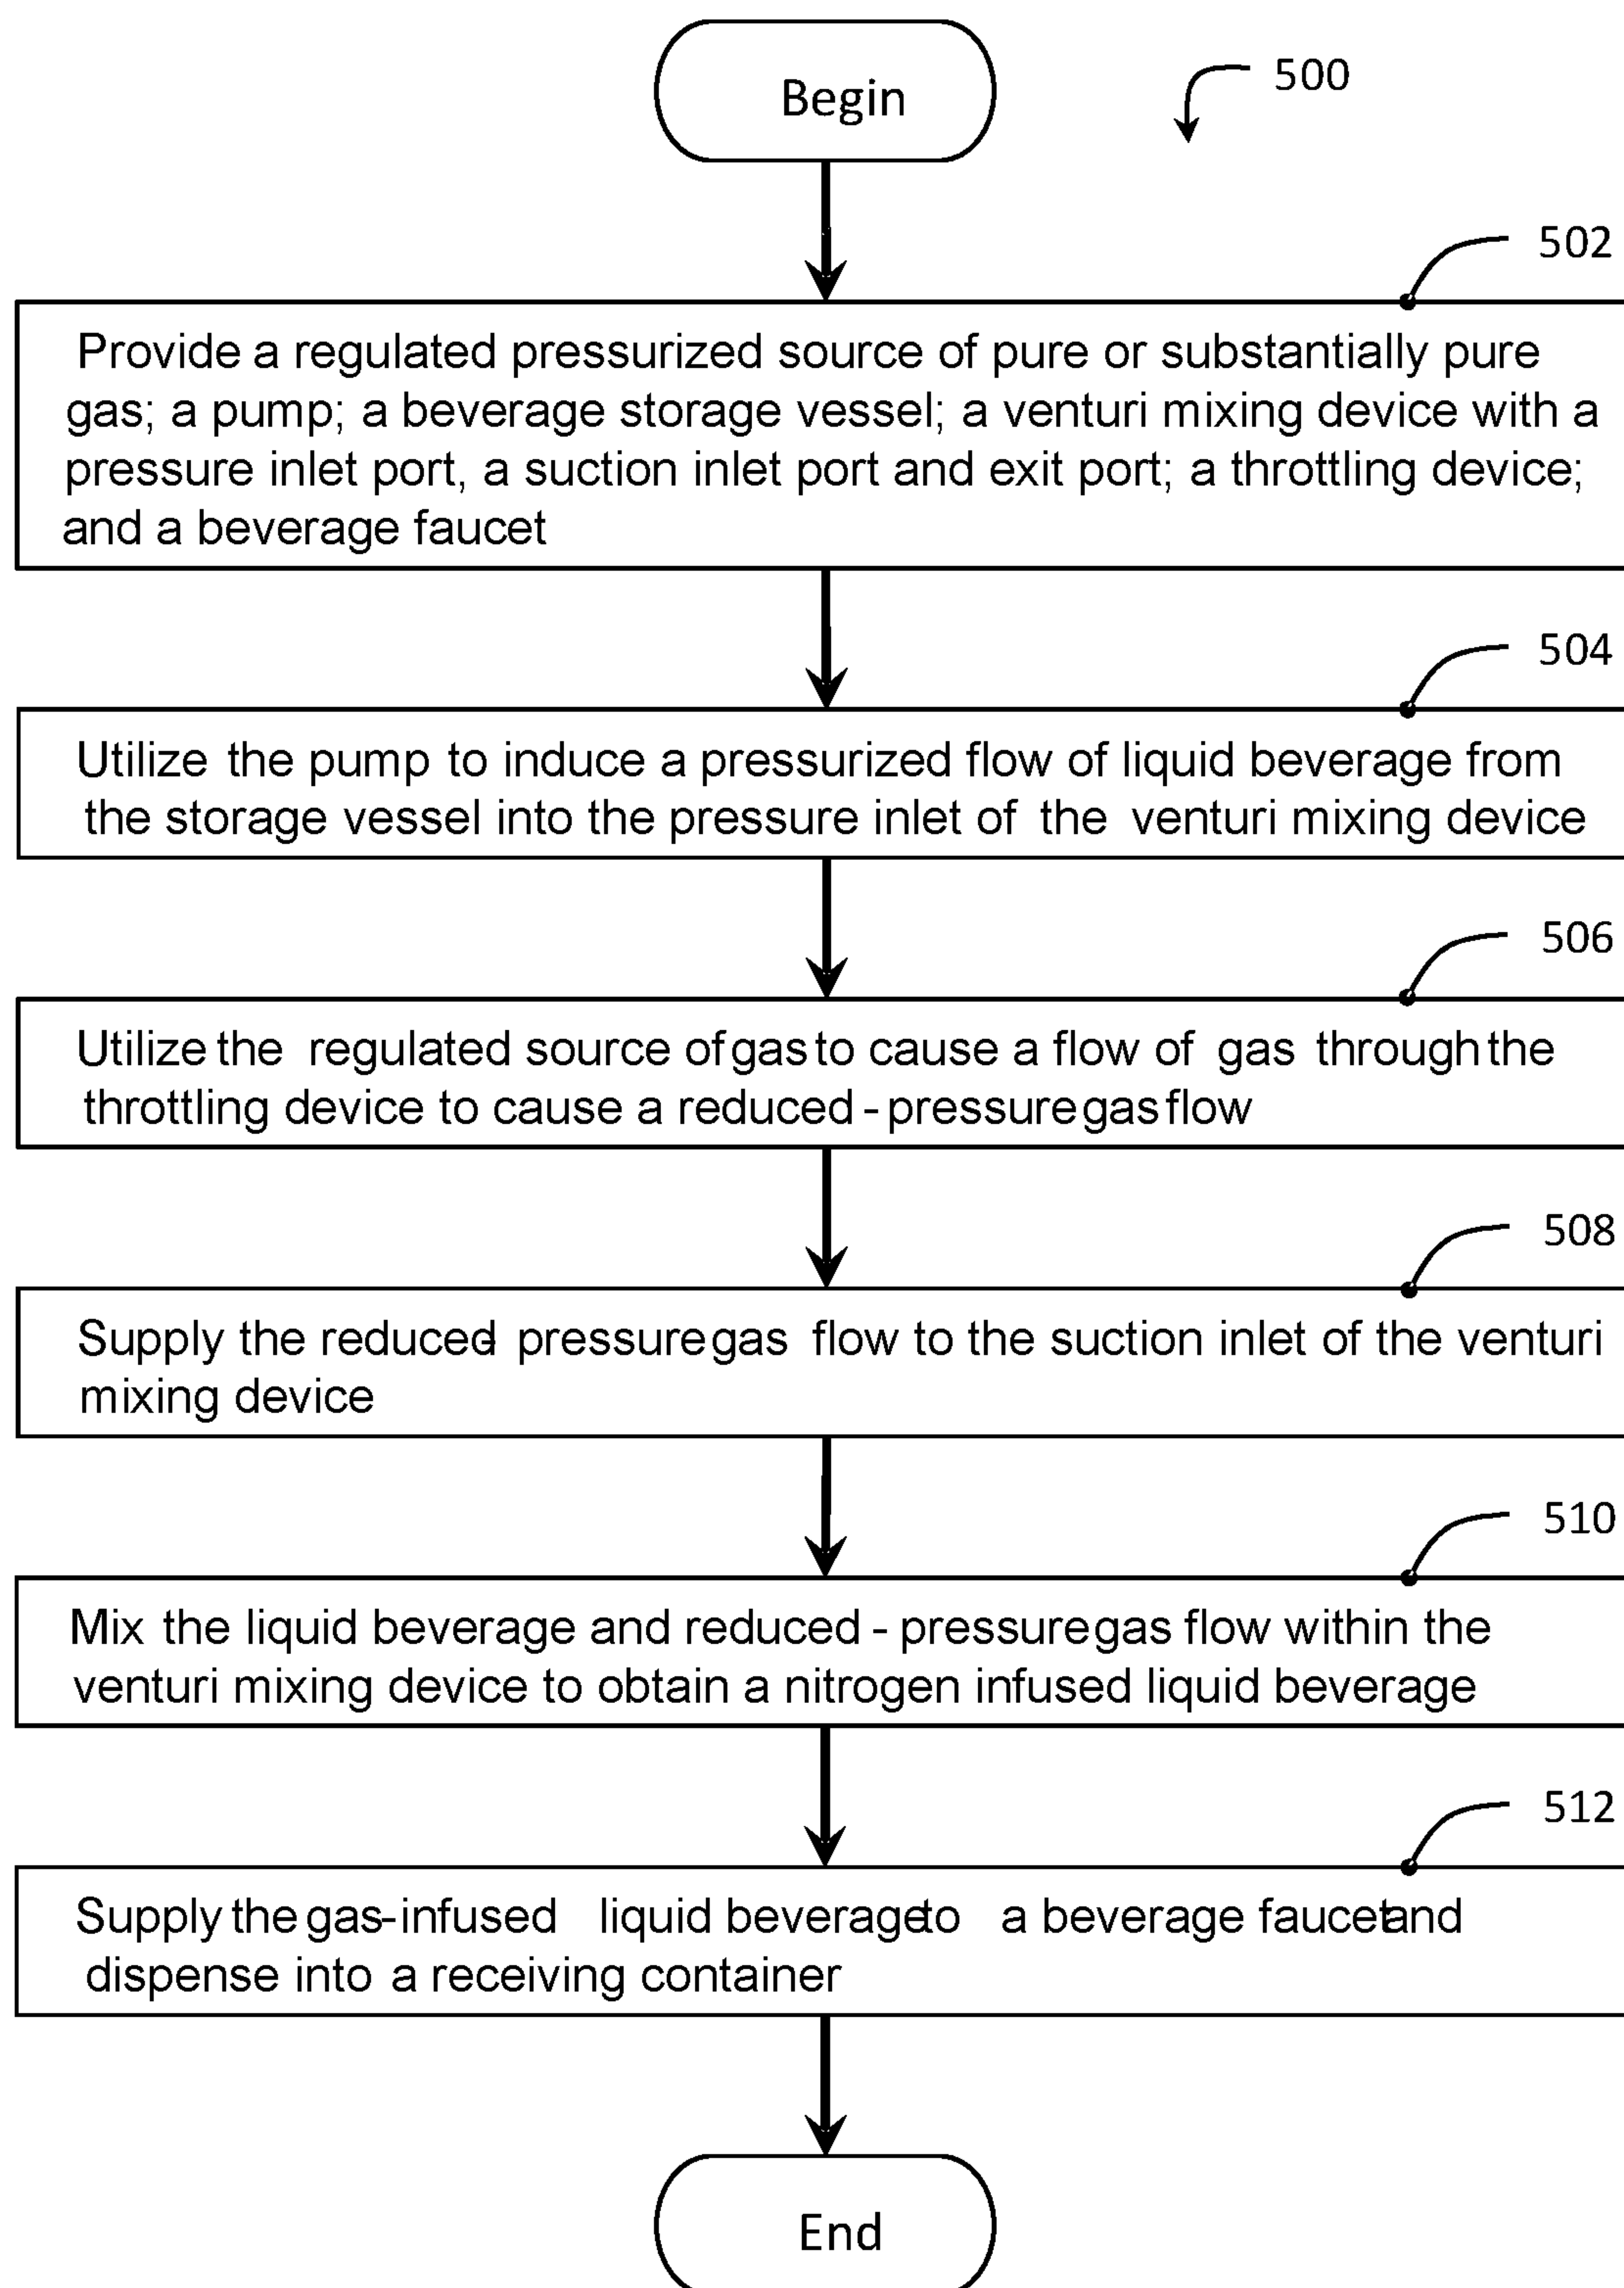 Begin
500
502
Provide a regulated pressurized source of pure or substantially pure
gas; a pump; a beverage storage vessel; a venturi mixing device with a
pressure inlet port, a suction inlet port and exit port; a throttling device;
and a beverage faucet
504
Utilize the pump to induce a pressurized flow of liquid beverage from
the storage vessel into the pressure inlet of the venturi mixing device
506
Utilize the regulated source of gas to cause a flow of gas through the
throttling device to cause a reduced - pressure gas flow
508
Supply the reduced- pressure gas flow to the suction inlet of the venturi
mixing device
510
Mix the liquid beverage and reduced - pressure gas flow within the
venturi mixing device to obtain a nitrogen infused liquid beverage
512
Supply the gas-infused liquid beverage to a beverage faucet and
dispense into a receiving container
End